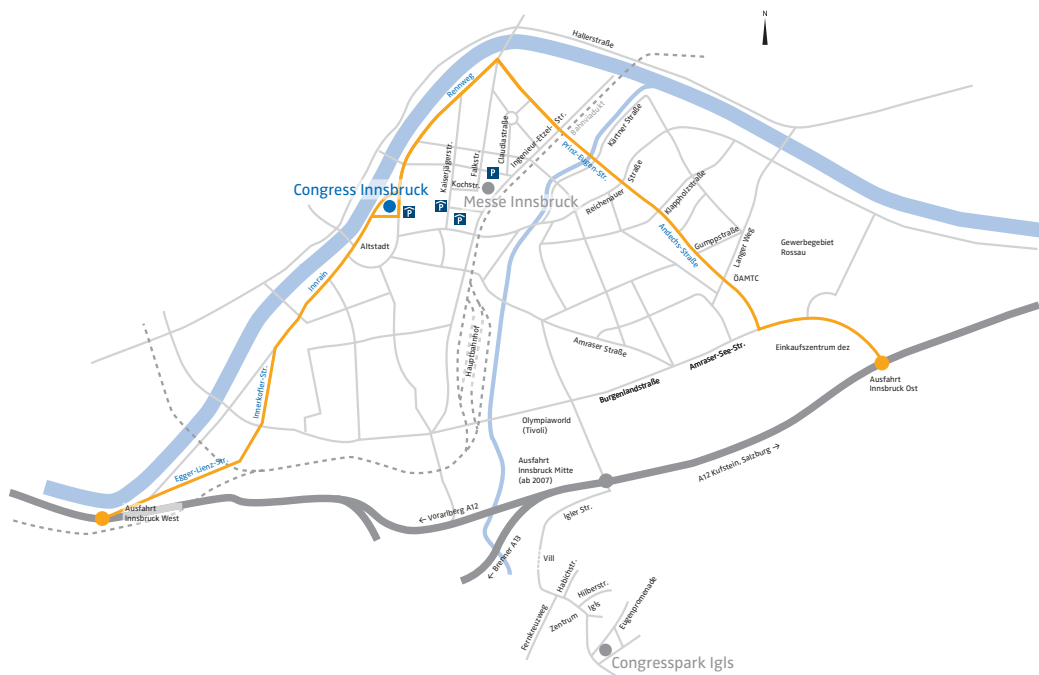 N
Hallerstraße
Rennweg
Bahnviadukt
Ingenieur-Etzel- Str.
Kärtner Straße
Claudiastraße
Falkstr.
Kaiserjägerstr.
Prinz-Eugen-Str.
P
Kochstr.
Congress Innsbruck
Messe Innsbruck
P
P
P
Reichenauer
Straße
Klappholzstraße
Andechs-Straße
Gumppstraße
Langer Weg
Gewerbegebiet
Rossau
ÖAMTC
Altstadt
Innrain
Hauptbahnhof
Amraser Straße
Amraser-See-Str.
Einkaufszentrum dez
Burgenlandstraße
Ausfahrt
Innsbruck Ost
Innerkofler-Str.
Olympiaworld
(Tivoli)
Egger-Lienz-Str.
Ausfahrt
Innsbruck Mitte
(ab 2007)
A12 Kufstein, Salzburg →
Ausfahrt
Innsbruck West
← Vorarlberg A12
Igler Str.
← Brenner A13
Vill
Habichstr.
Hilberstr.
Igls
Zentrum
Fernkreuzweg
Eugenpromenade
Congresspark Igls